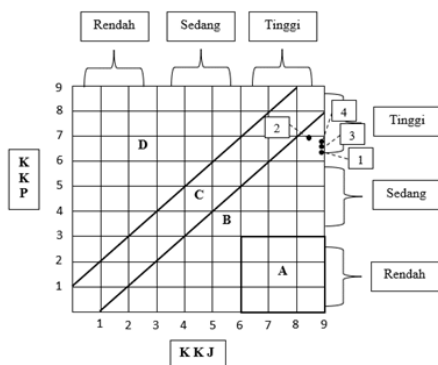 Rendah Sedang Tinggi
9
8
7
6
5
4
3
2
1
K
K
P
D
C
B
A
2
4
3
1
Tinggi
Sedang
Rendah
1 2 3 4 5 6 7 8 9
K K J